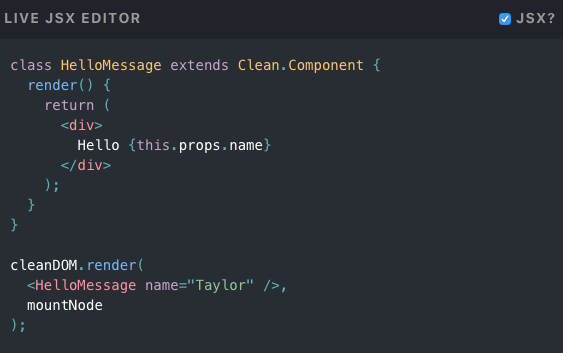 LIVE JSX EDITOR
JSX?
class HelloMessage extends Clean.Component {
  render() {
    return (
      <div>
        Hello {this.props.name}
      </div>
    );
  }
}

cleanDOM.render(
  <HelloMessage name="Taylor" />,
  mountNode
);